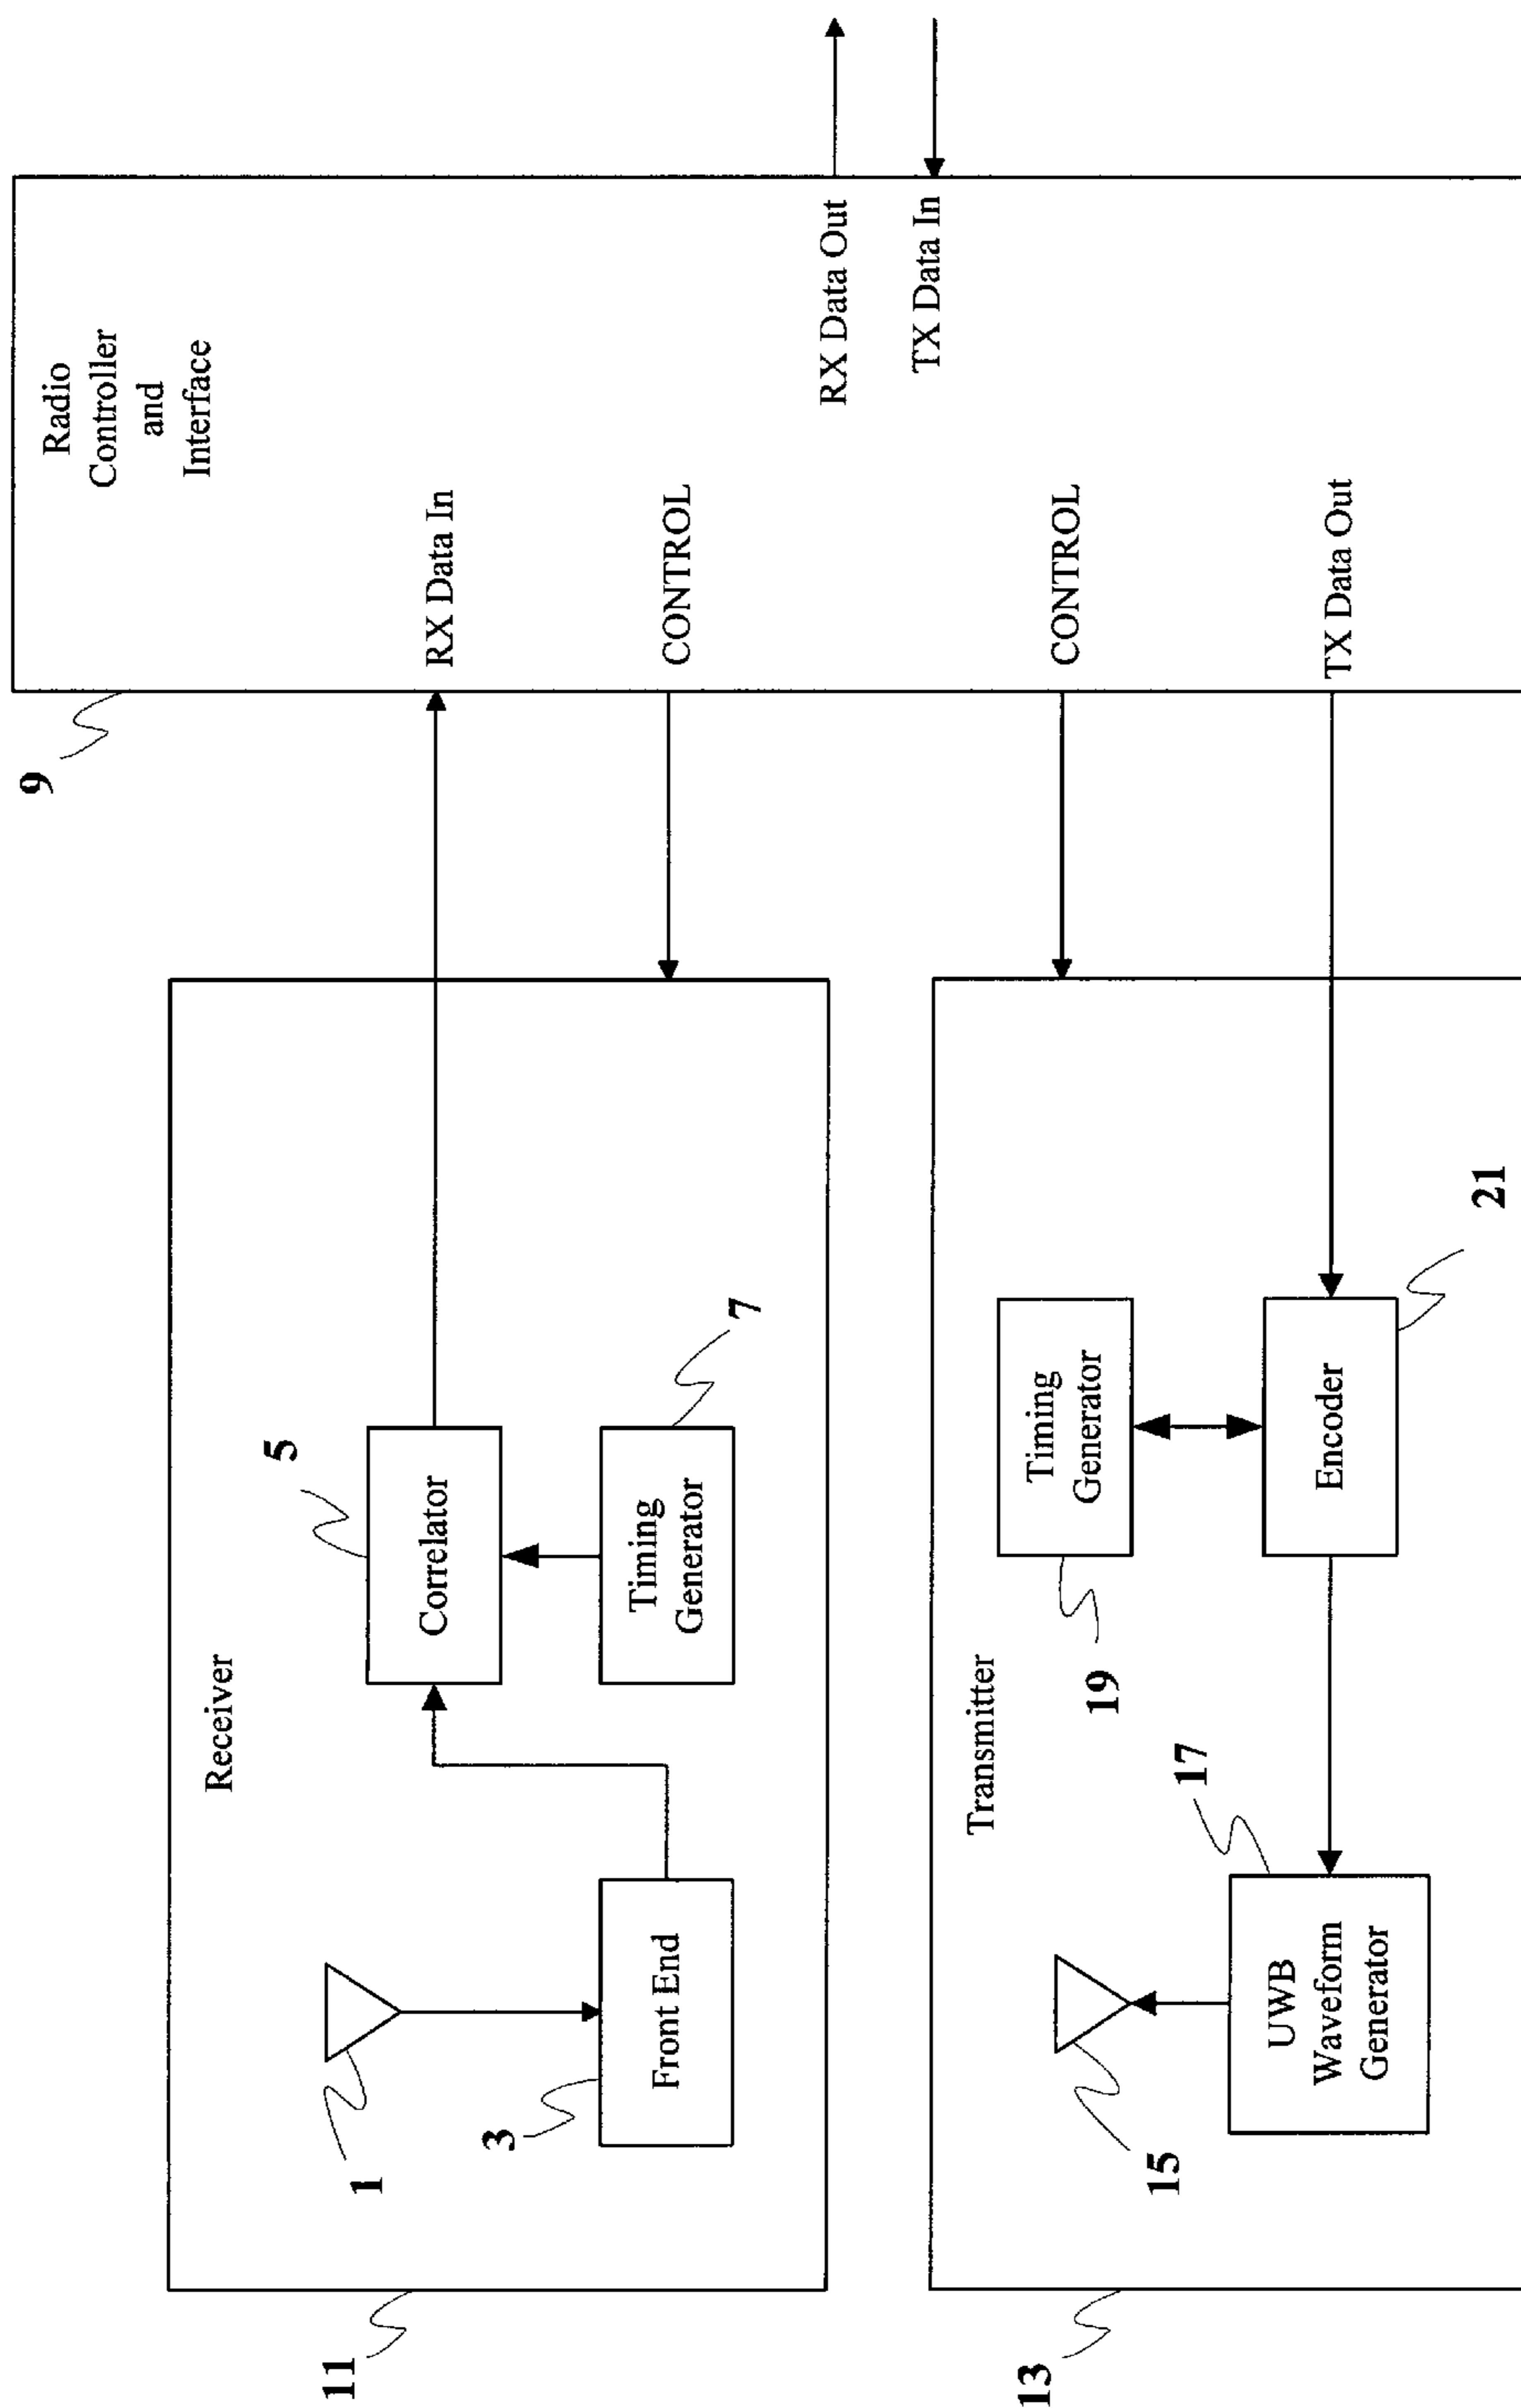 Radio
Controller
and
Interface
9
RX Data In
CONTROL
RX Data Out
TX Data In
CONTROL
TX Data Out
11
Receiver
1
3
Front End
5
Correlator
7
Timing
Generator
13
Transmitter
15
17
UWB
Waveform
Generator
19
Timing
Generator
21
Encoder